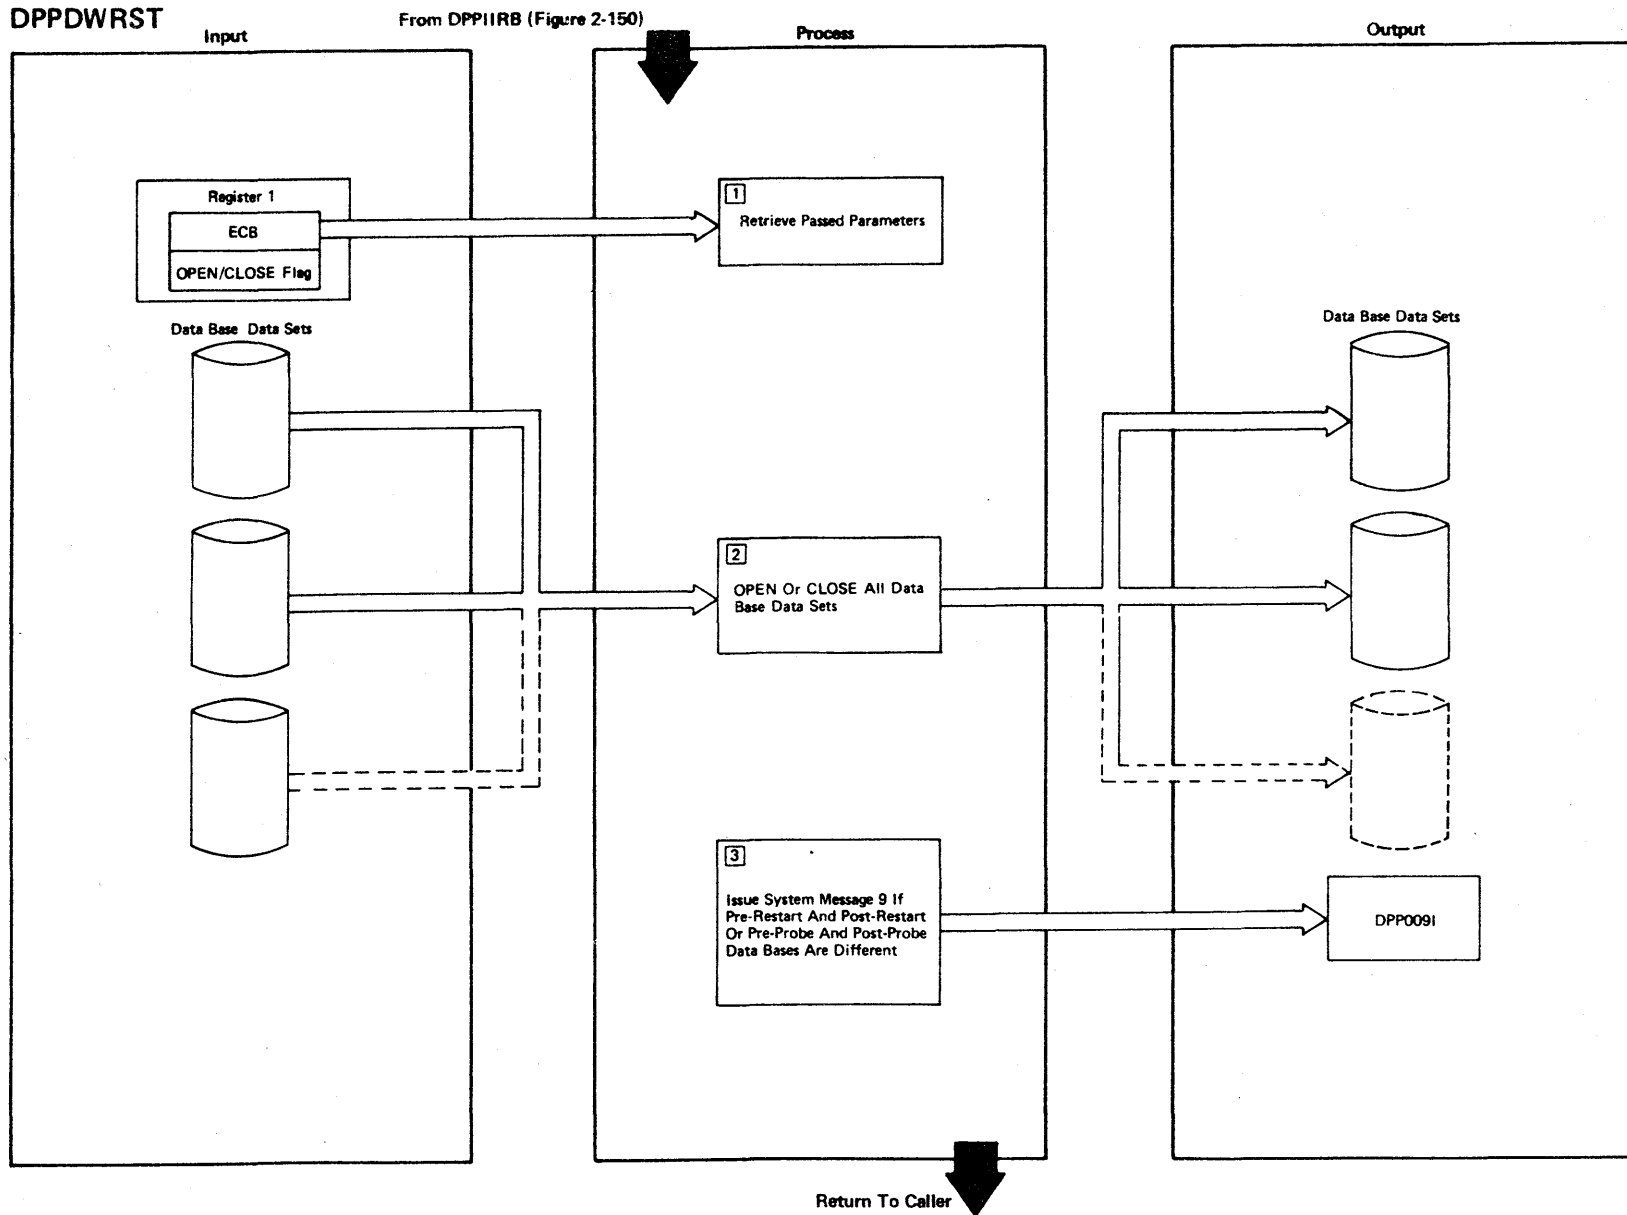 DPPDWRST
From DPPIIRB (Figure 2-150)
Input
Process
Output
Register 1
ECB
OPEN/CLOSE Flag
1
Retrieve Passed Parameters
Data Base Data Sets
Data Base Data Sets
2
OPEN Or CLOSE All Data
Base Data Sets
3
Issue System Message 9 If
Pre-Restart And Post-Restart
Or Pre-Probe And Post-Probe
Data Bases Are Different
DPP009I
Return To Caller